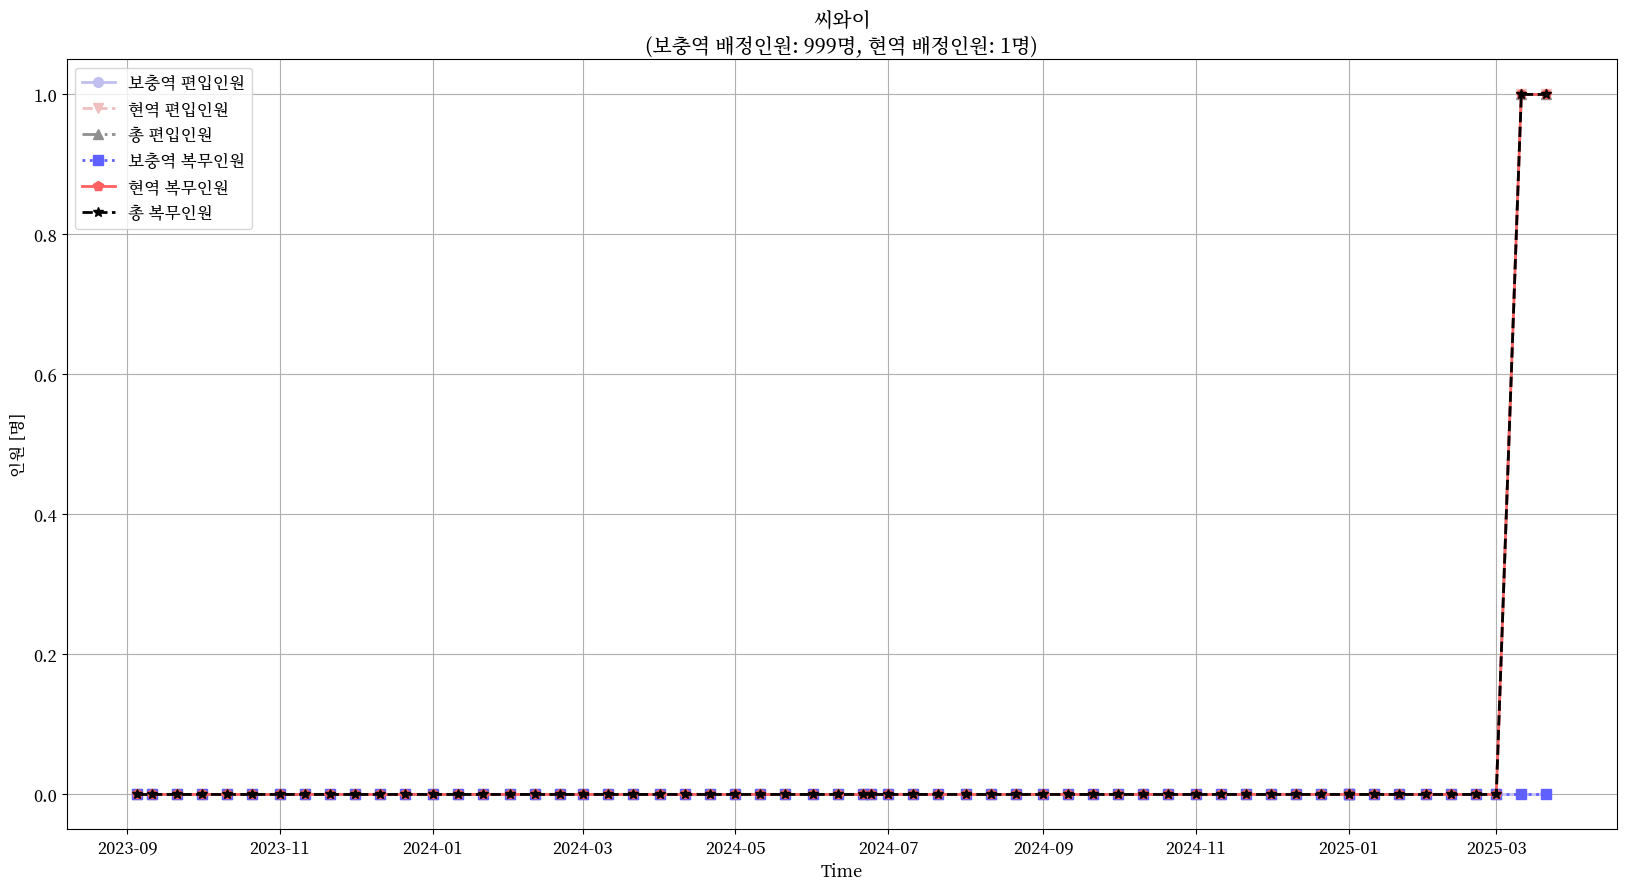 씨와이
(보충역 배정인원: 999명, 현역 배정인원: 1명)
보충역 편입인원
현역 편입인원
총 편입인원
보충역 복무인원
현역 복무인원
총 복무인원
1.0
0.8
0.6
0.4
0.2
0.0
인원 [명]
2023-09 2023-11 2024-01 2024-03 2024-05 2024-07 2024-09 2024-11 2025-01 2025-03
Time